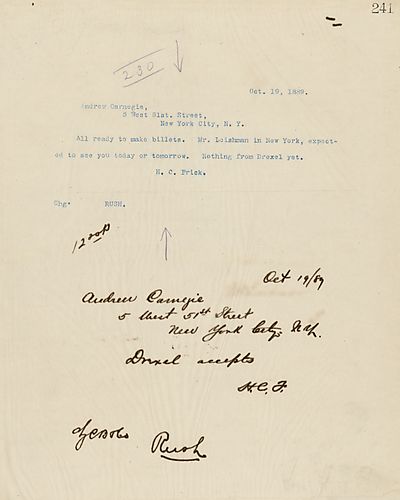 241
230
Oct. 19, 1889.
Andrew Carnegie,
5 West 51st. Street,
New York City, N. Y.
All ready to make billets. Mr. Leishman in New York, expect-
ed to see you today or tomorrow. Nothing from Drexel yet.
H. C. Frick.
Chg. RUSH.
Oct 19/89
Andrew Carnegie
5 West 51st Street
New York City, N.Y.
Drexel accepts
H.C.F.
Rush